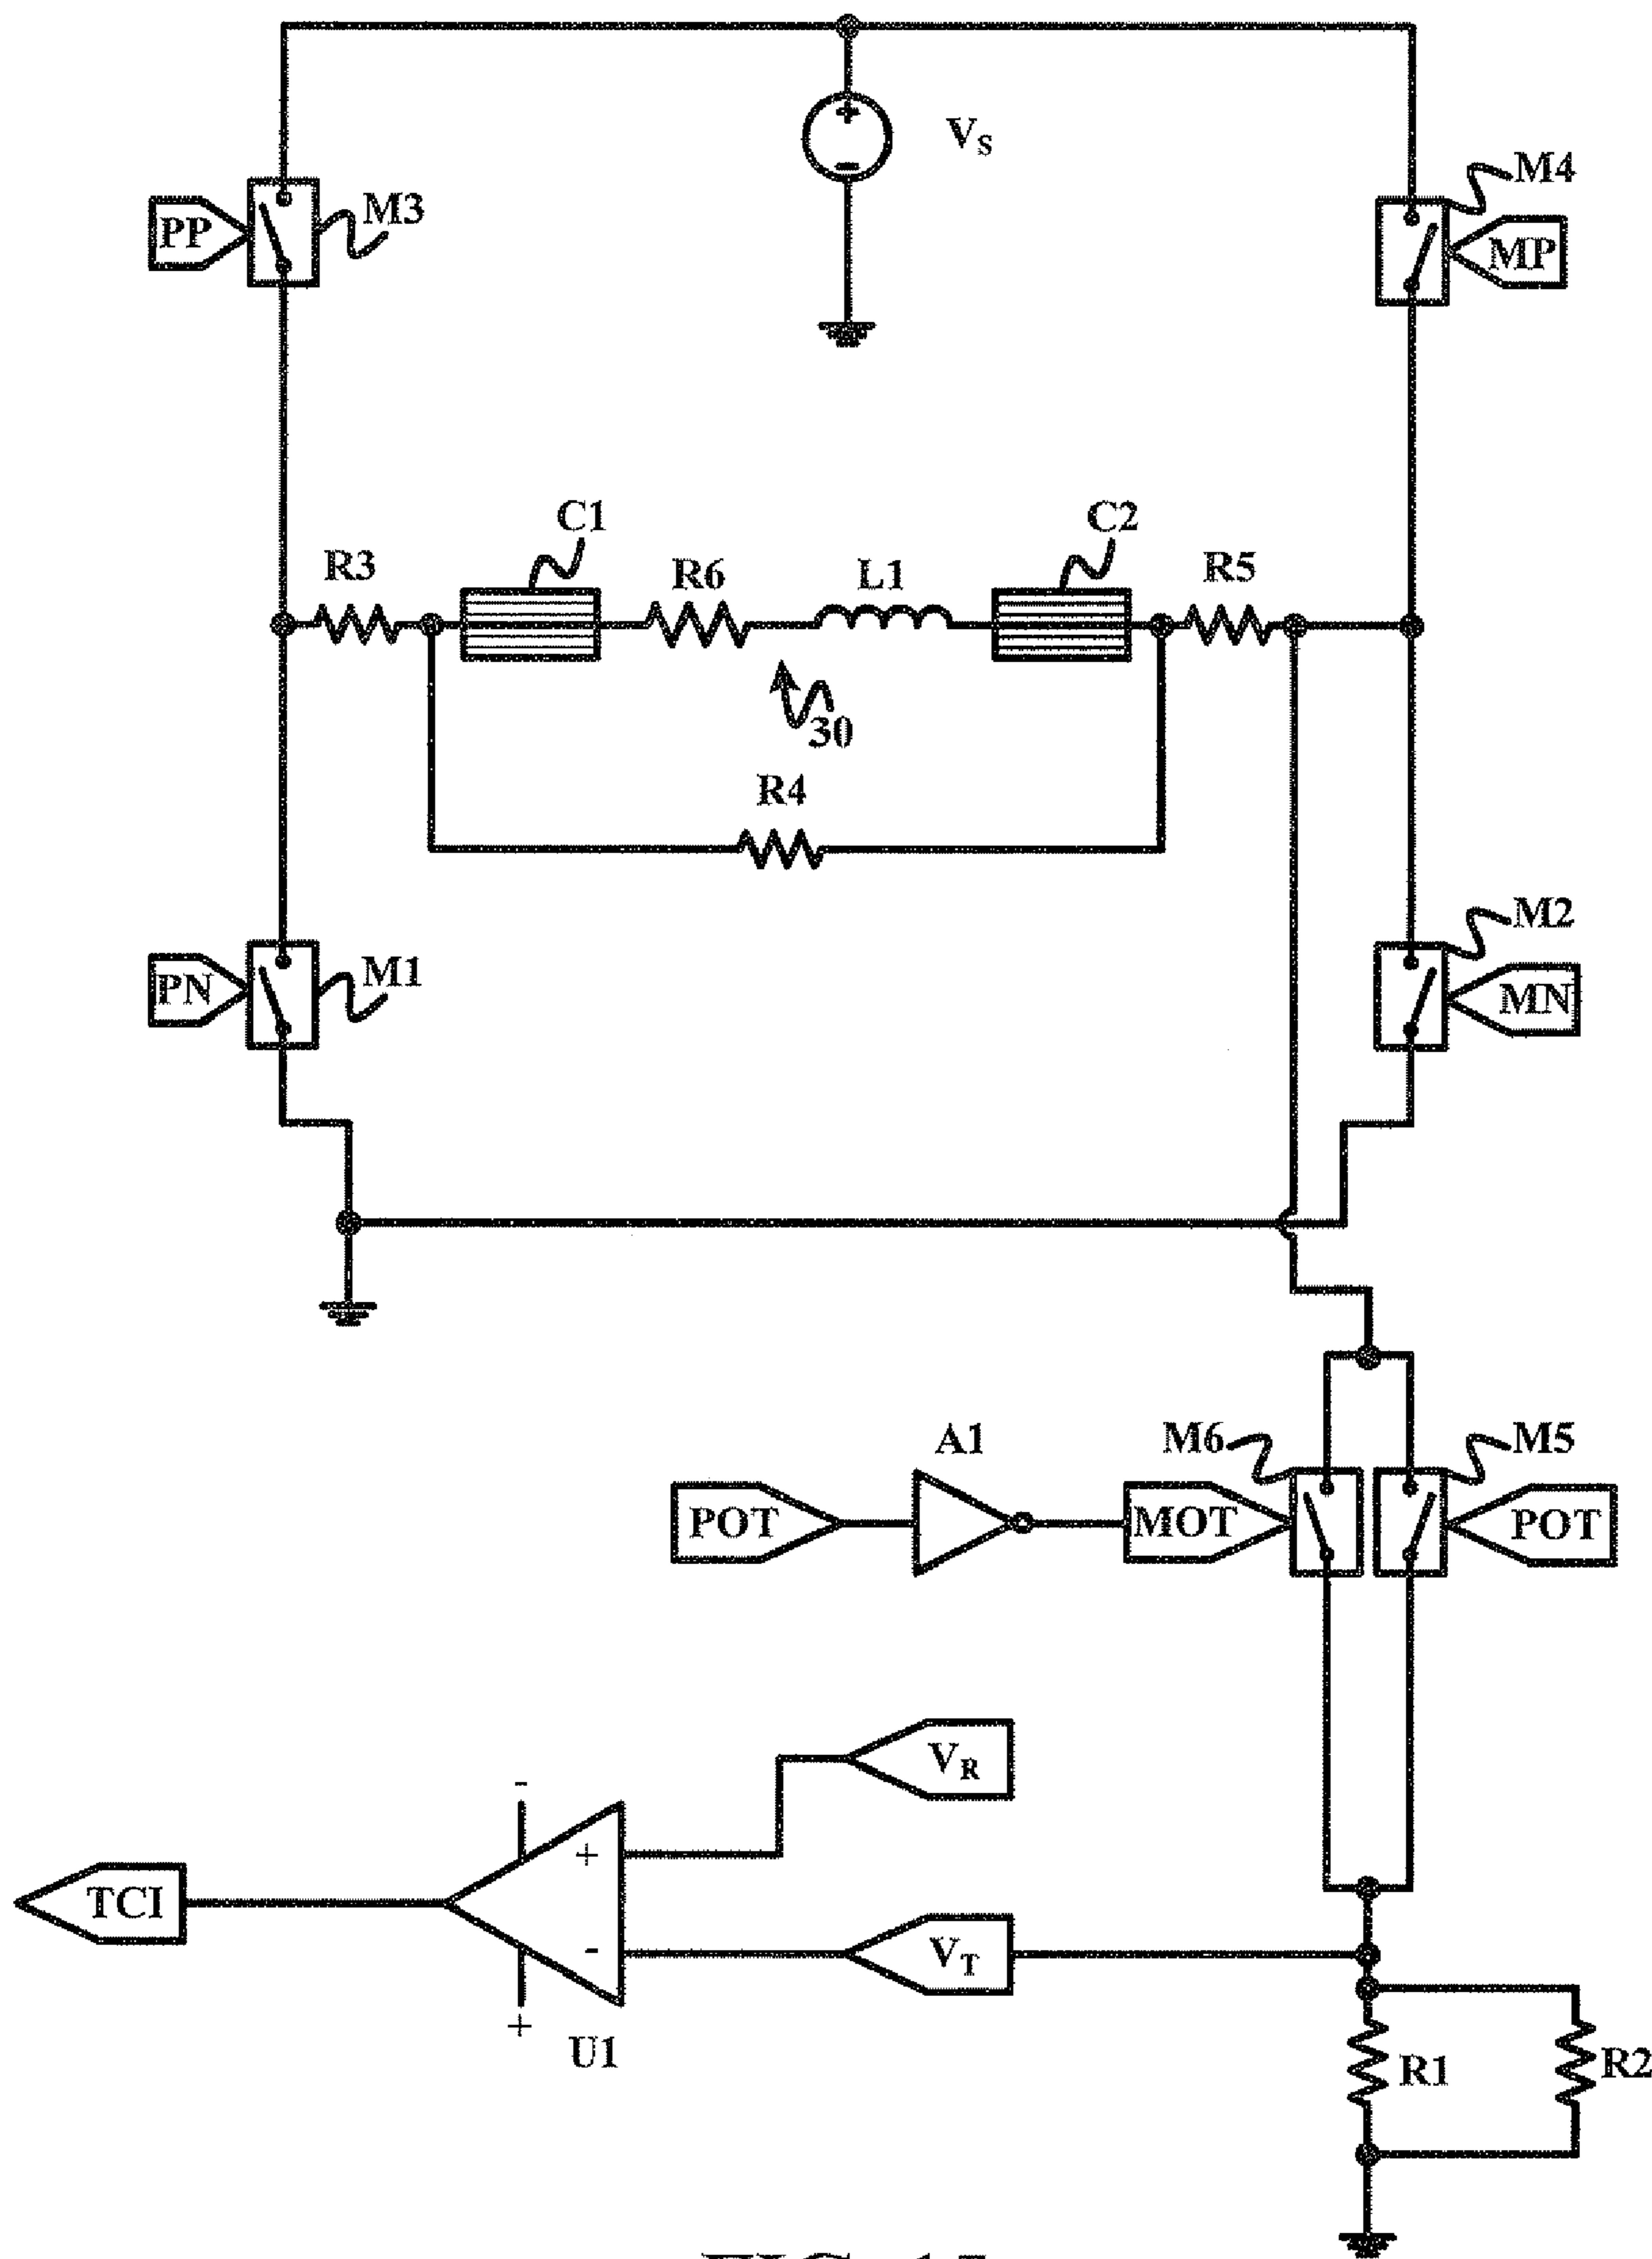 +
-
VS
M4
PP
M3
MP
C1
C2
R3
R6
L1
R5
30
R4
M2
PN
M1
MN
A1
M6
M5
POT
MOT
POT
VR
-
+
TCI
-
VT
+
U1
R1
R2